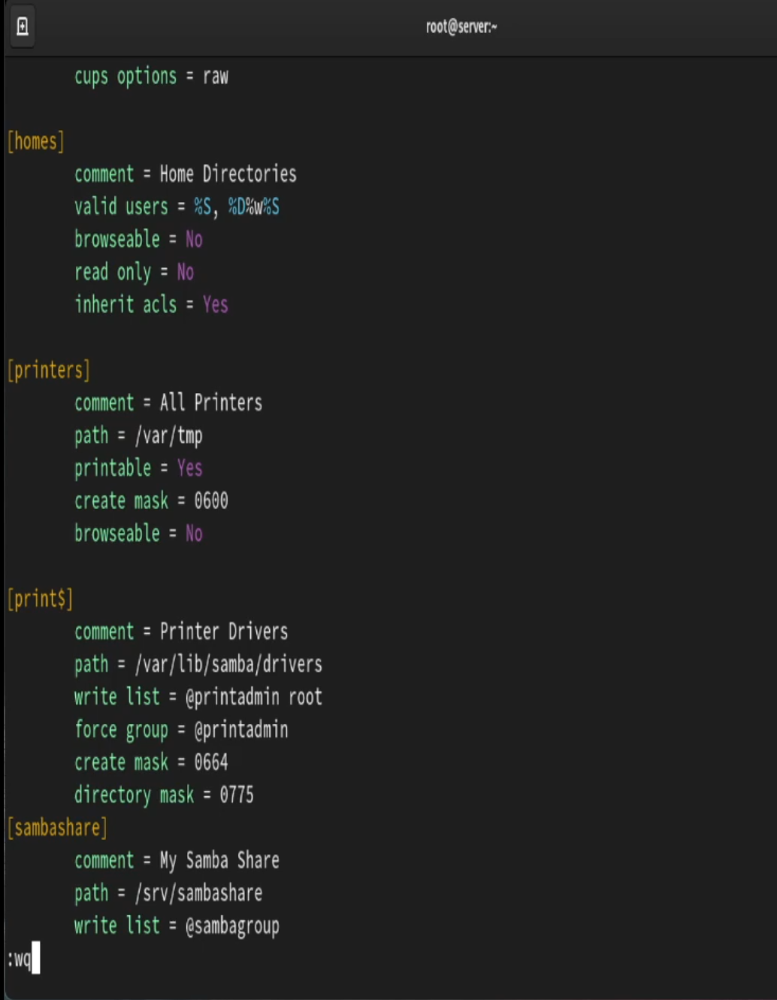 root@server:~
cups options = raw
[homes]
comment = Home Directories
valid users = %S, %D%w%S
browseable = No
read only = No
inherit acls = Yes
[printers]
comment = All Printers
path = /var/tmp
printable = Yes
create mask = 0600
browseable = No
[print$]
comment = Printer Drivers
path = /var/lib/samba/drivers
write list = @printadmin root
force group = @printadmin
create mask = 0664
directory mask = 0775
[sambashare]
comment = My Samba Share
path = /srv/sambashare
write list = @sambagroup
:wq